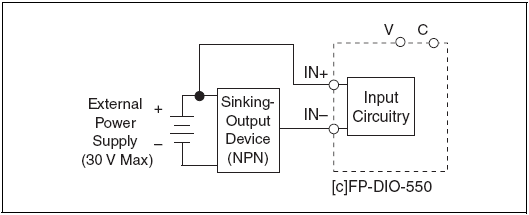 V C
IN+
External
Power
Supply
(30 V Max)
+
–
Sinking-
Output
Device
(NPN)
IN–
Input
Circuitry
[c]FP-DIO-550